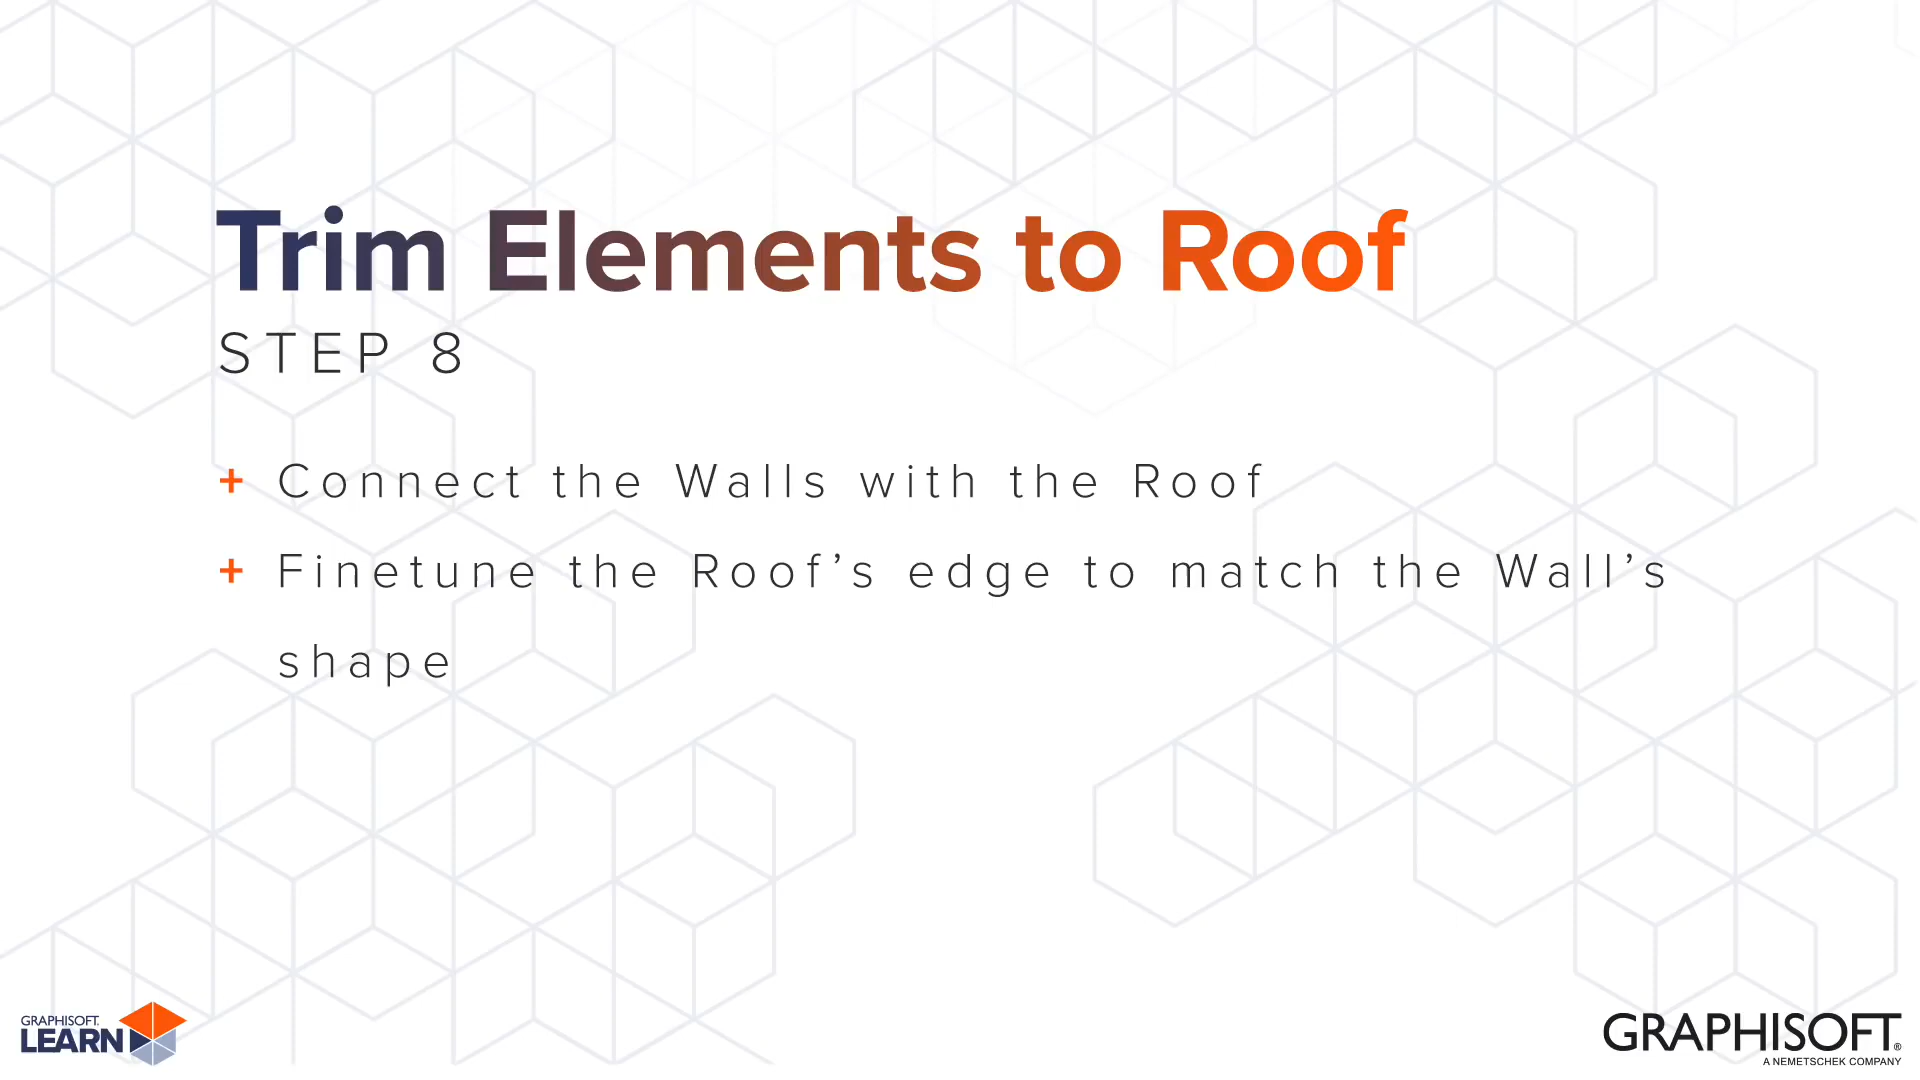 Trim Elements to Roof
STEP 8
+ Connect the Walls with the Roof
+ Finetune the Roof’s edge to match the Wall’s
shape
GRAPHISOFT.
LEARN
GRAPHISOFT®
A NEMETSCHEK COMPANY